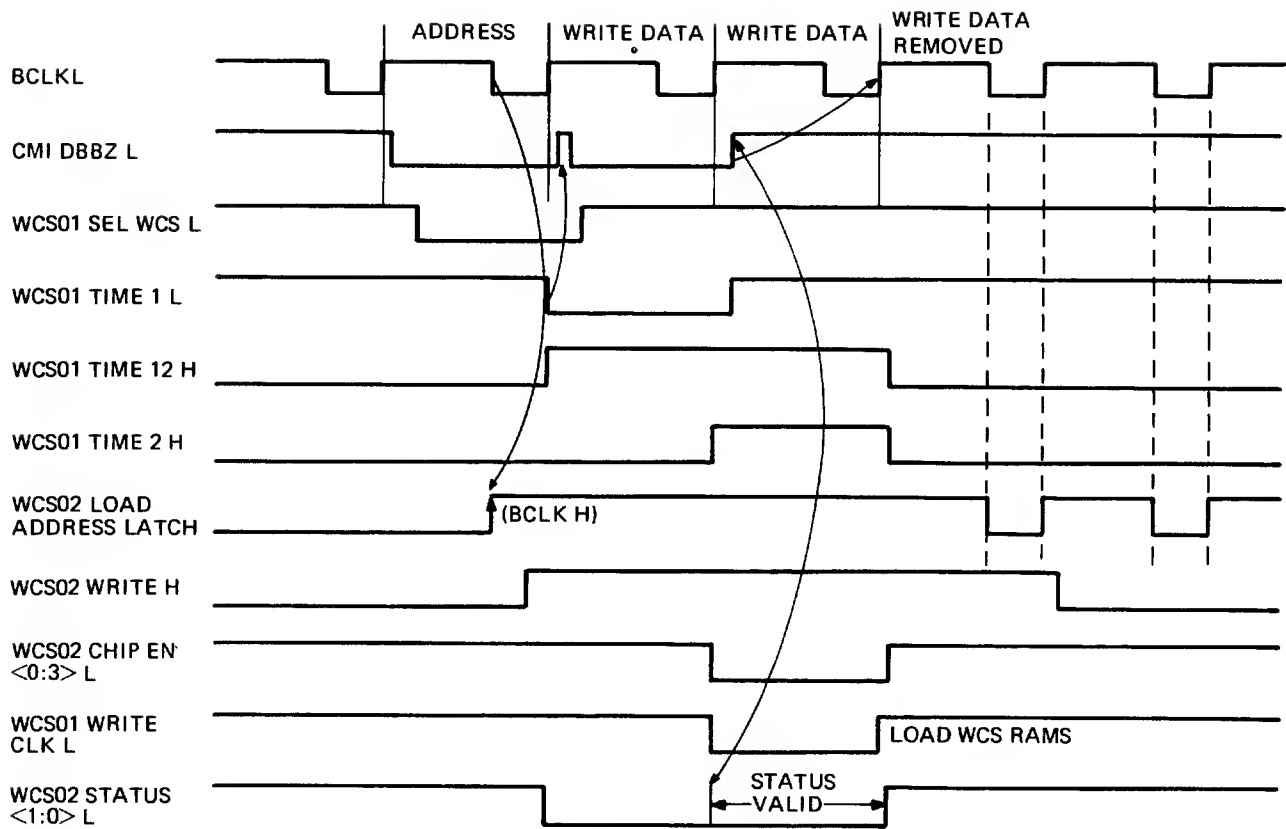 ADDRESS
WRITE DATA
WRITE DATA
WRITE DATA
REMOVED
BCLKL
CMI DBBZ L
WCS01 SEL WCS L
WCS01 TIME 1 L
WCS01 TIME 12 H
WCS01 TIME 2 H
WCS02 LOAD
ADDRESS LATCH
(BCLK H)
WCS02 WRITE H
WCS02 CHIP EN
<0:3> L
WCS01 WRITE
CLK L
LOAD WCS RAMS
WCS02 STATUS
<1:0> L
STATUS
VALID